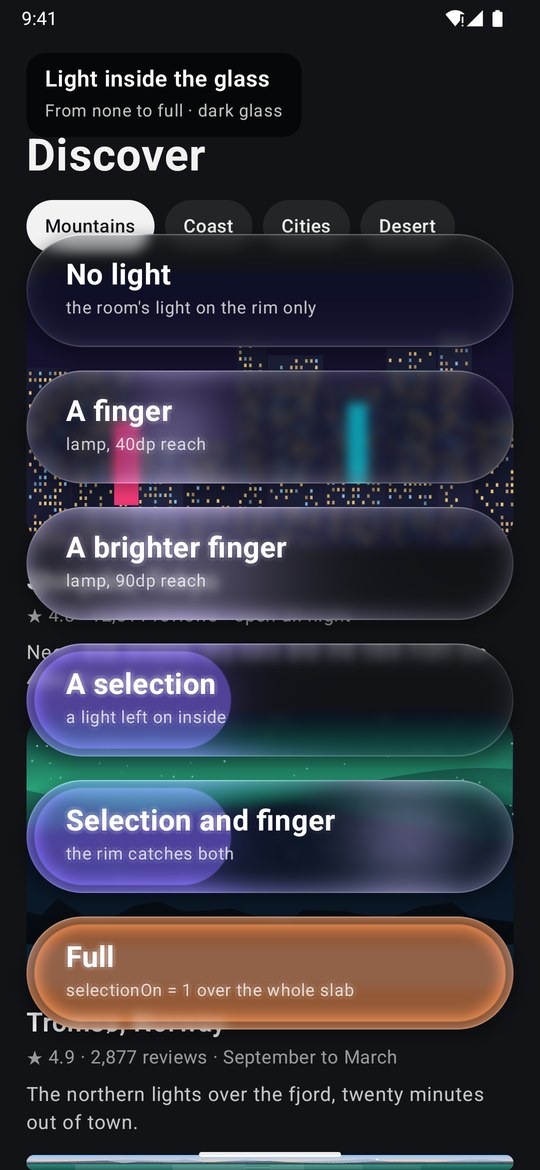 9:41
Light inside the glass
From none to full · dark glass
Discover
Mountains
Coast
Cities
Desert
No light
the room's light on the rim only
A finger
lamp, 40dp reach
A brighter finger
lamp, 90dp reach
A selection
a light left on inside
Selection and finger
the rim catches both
Full
selectionOn = 1 over the whole slab
Tromsø, Norway
★ 4.9 · 2,877 reviews · September to March
The northern lights over the fjord, twenty minutes
out of town.